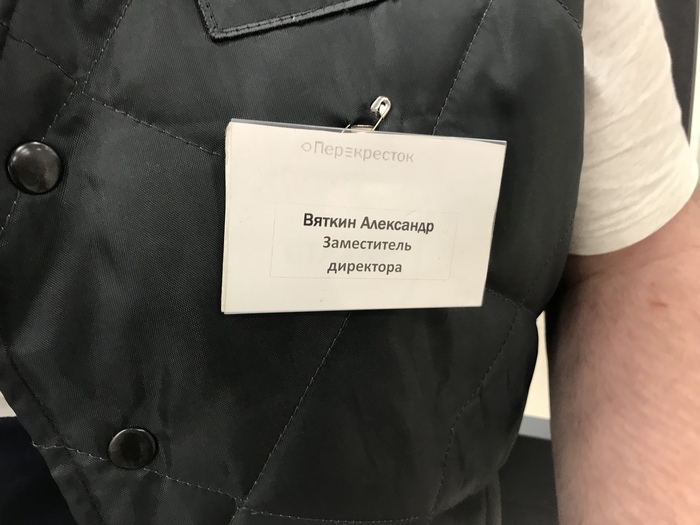 Перекресток
Вяткин Александр
Заместитель
директора